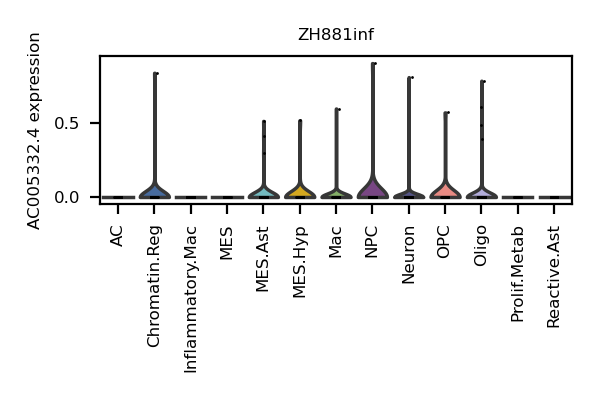 ZH881inf
AC005332.4 expression
0.5
0.0
AC
Chromatin.Reg
Inflammatory.Mac
MES
MES.Ast
MES.Hyp
Mac
NPC
Neuron
OPC
Oligo
Prolif.Metab
Reactive.Ast